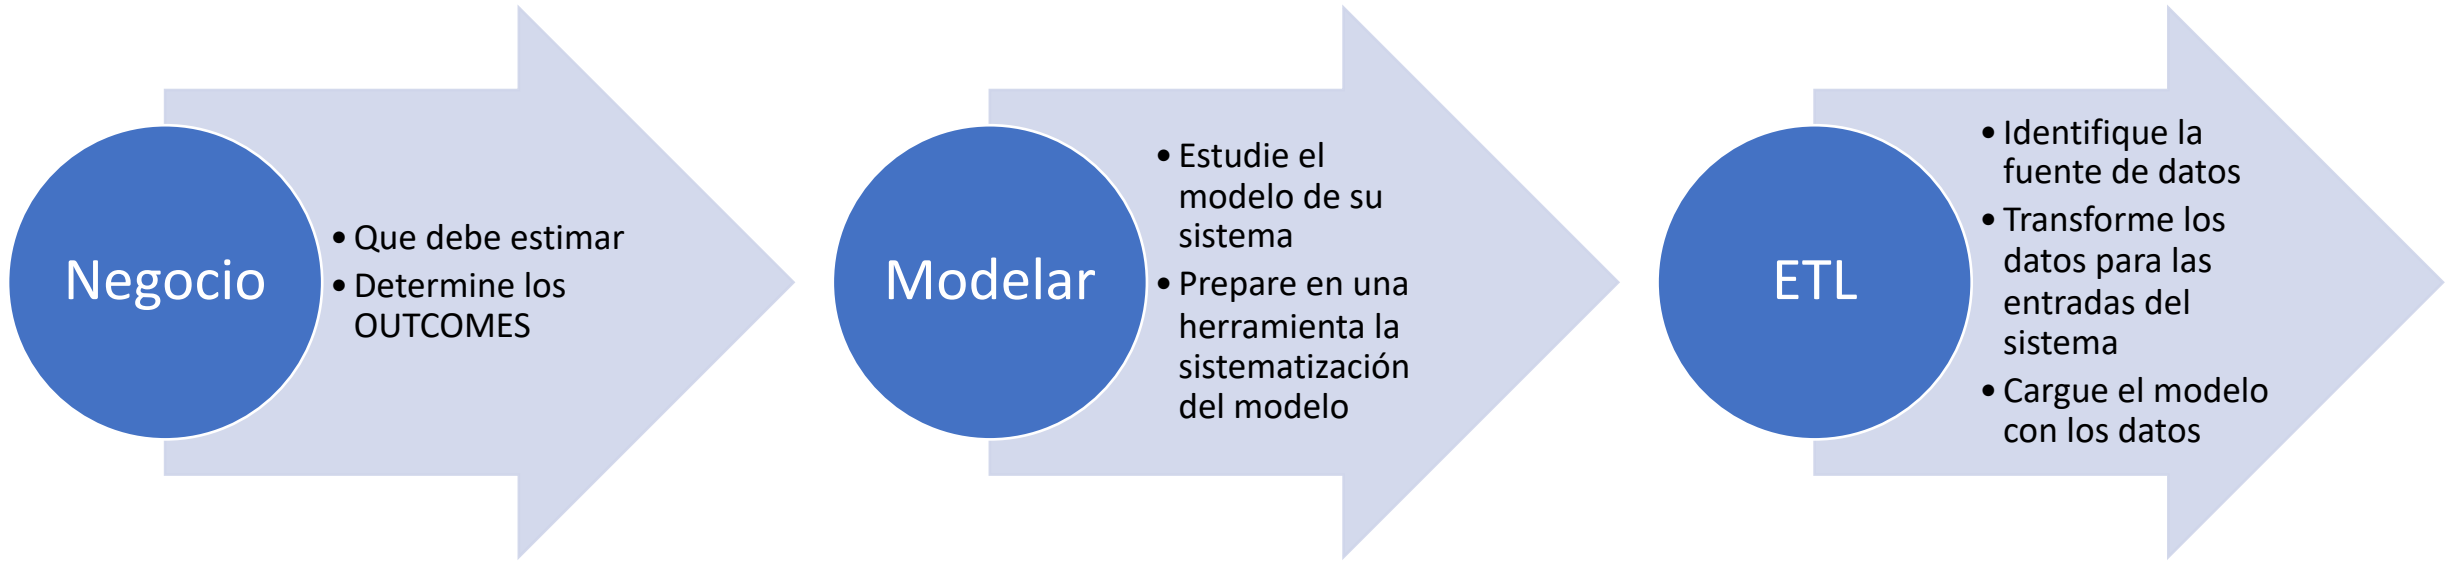 Negocio
• Que debe estimar
• Determine los
OUTCOMES
Modelar
• Estudie el
modelo de su
sistema
• Prepare en una
herramienta la
sistematización
del modelo
ETL
• Identifique la
fuente de datos
• Transforme los
datos para las
entradas del
sistema
• Cargue el modelo
con los datos